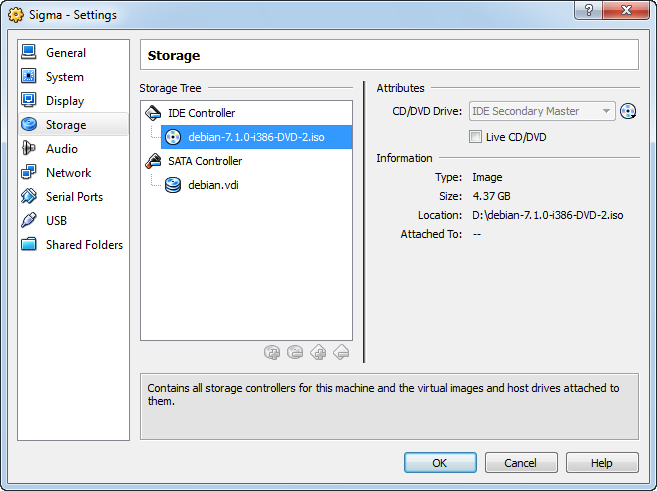 Sigma - Settings
General
System
Display
Storage
Audio
Network
Serial Ports
USB
Shared Folders
Storage
Storage Tree
IDE Controller
debian-7.1.0-i386-DVD-2.iso
SATA Controller
debian.vdi
Attributes
CD/DVD Drive: IDE Secondary Master
Live CD/DVD
Information
Type: Image
Size: 4.37 GB
Location: D:\debian-7.1.0-i386-DVD-2.iso
Attached To: --
Contains all storage controllers for this machine and the virtual images and host drives attached to
them.
OK Cancel Help